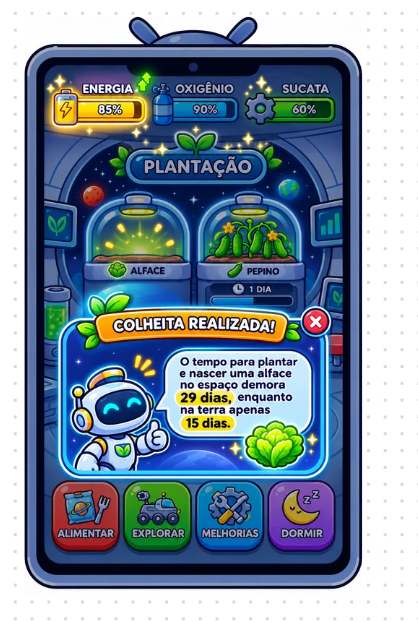 ENERGIA
OXIGÊNIO
SUCATA
85%
90%
60%
PLANTAÇÃO
ALFACE
PEPINO
1 DIA
COLHEITA REALIZADA!
O tempo para plantar
e nascer uma alface
no espaço demora
29 dias, enquanto
na terra apenas
15 dias.
ALIMENTAR
EXPLORAR
MELHORIAS
DORMIR
z z z